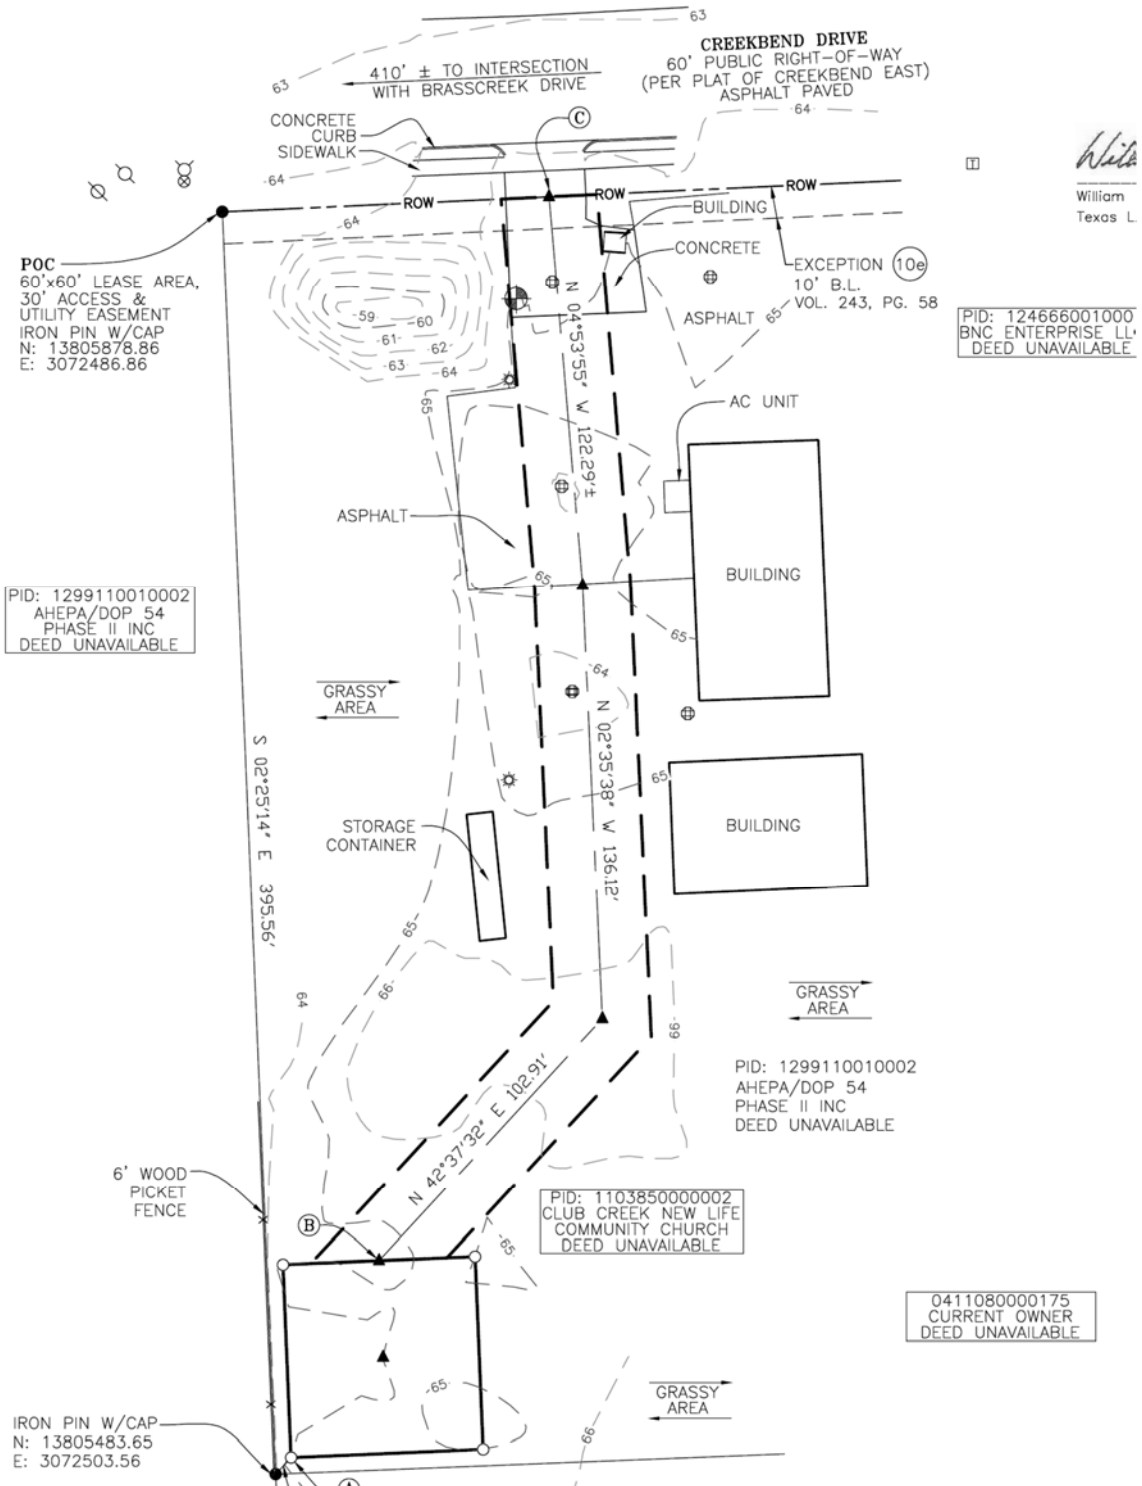 63
CREEKBEND DRIVE
60' PUBLIC RIGHT-OF-WAY
(PER PLAT OF CREEKBEND EAST)
ASPHALT PAVED
410' ± TO INTERSECTION
WITH BRASSCREEK DRIVE
63
64
C
CONCRETE
CURB
SIDEWALK
64
T
William
Texas L
ROW
ROW
ROW
64
BUILDING
CONCRETE
EXCEPTION 10e
10' B.L.
VOL. 243, PG. 58
ASPHALT
65
POC
60'x60' LEASE AREA,
30' ACCESS &
UTILITY EASEMENT
IRON PIN W/CAP
N: 13805878.86
E: 3072486.86
59
60
61
62
63
64
65
PID: 124666001000
BNC ENTERPRISE LL
DEED UNAVAILABLE
N 04°53'55" W 122.29'±
AC UNIT
ASPHALT
BUILDING
65
65
PID: 1299110010002
AHEPA/DOP 54
PHASE II INC
DEED UNAVAILABLE
GRASSY
AREA
64
N 02°35'38" W 136.12'
S 02°25'14" E 395.56'
65
BUILDING
STORAGE
CONTAINER
65
66
64
GRASSY
AREA
66
PID: 1299110010002
AHEPA/DOP 54
PHASE II INC
DEED UNAVAILABLE
N 42°37'32" E 102.91'
6' WOOD
PICKET
FENCE
B
PID: 1103850000002
CLUB CREEK NEW LIFE
COMMUNITY CHURCH
DEED UNAVAILABLE
65
0411080000175
CURRENT OWNER
DEED UNAVAILABLE
65
GRASSY
AREA
66
IRON PIN W/CAP
N: 13805483.65
E: 3072503.56
A